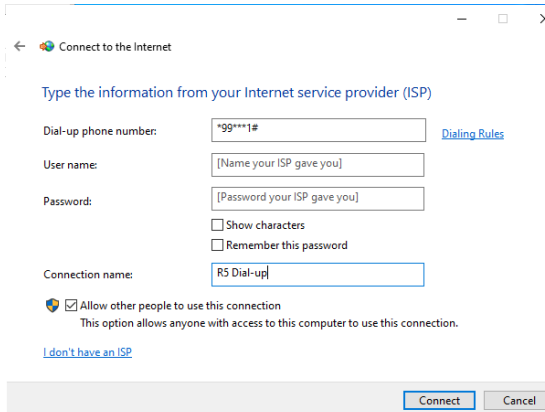 Connect to the Internet
Type the information from your Internet service provider (ISP)
Dial-up phone number: *99***1# Dialing Rules
User name: [Name your ISP gave you]
Password: [Password your ISP gave you]
Show characters
Remember this password
Connection name: R5 Dial-up
Allow other people to use this connection
This option allows anyone with access to this computer to use this connection.
I don't have an ISP
Connect Cancel